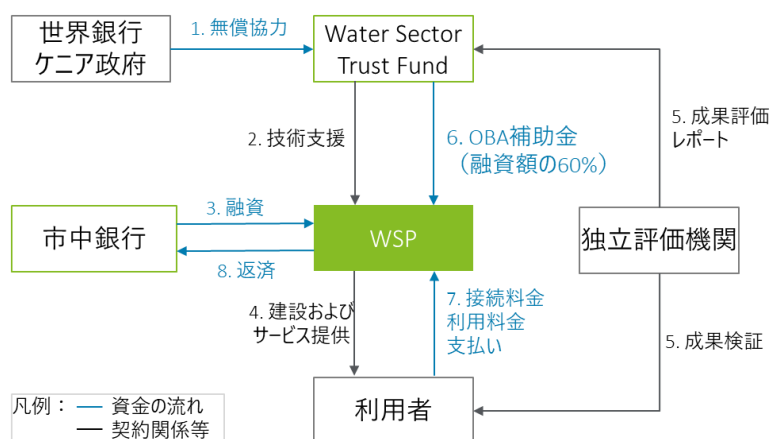 世界銀行
ケニア政府
1. 無償協力
Water Sector
Trust Fund
2. 技術支援
6. OBA補助金
（融資額の60%）
5. 成果評価
レポート
市中銀行
3. 融資
8. 返済
WSP
独立評価機関
4. 建設および
サービス提供
7. 接続料金
利用料金
支払い
5. 成果検証
利用者
凡例： 資金の流れ
契約関係等